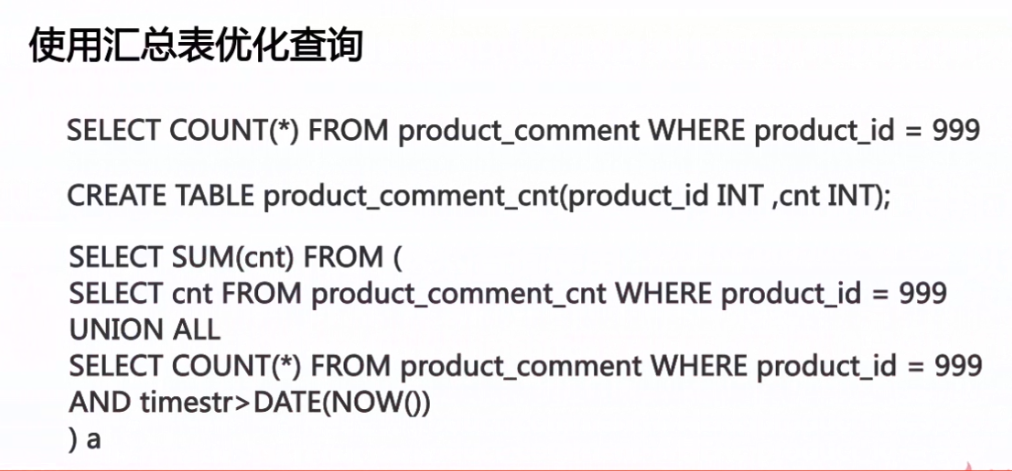 使用汇总表优化查询
SELECT COUNT(*) FROM product_comment WHERE product_id = 999
CREATE TABLE product_comment_cnt(product_id INT ,cnt INT);
SELECT SUM(cnt) FROM (
SELECT cnt FROM product_comment_cnt WHERE product_id = 999
UNION ALL
SELECT COUNT(*) FROM product_comment WHERE product_id = 999
AND timestr>DATE(NOW())
) a